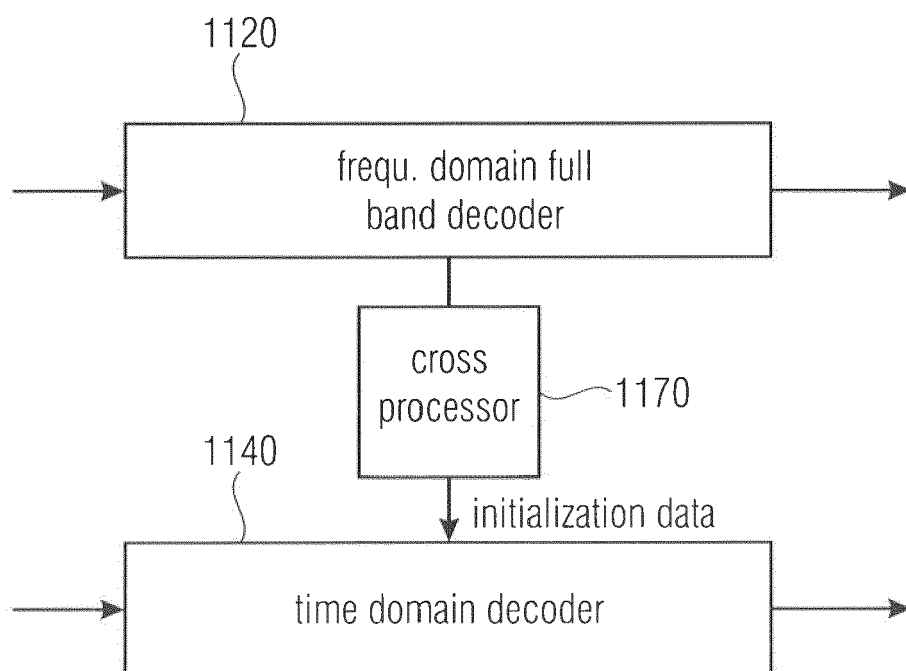 1120
frequ. domain full
band decoder
cross
processor
1170
1140
initialization data
time domain decoder